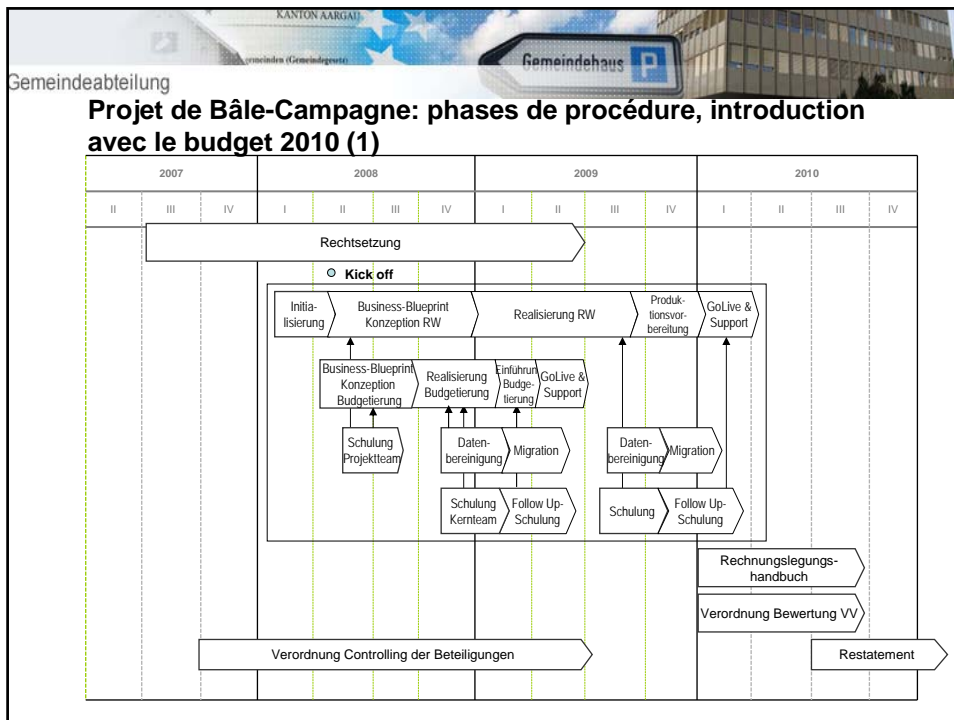 KANTON AARGAU
emeinden (Gemeindegesetz)
Gemeindehaus P
Gemeindeabteilung
Projet de Bâle-Campagne: phases de procédure, introduction
avec le budget 2010 (1)
2007 2008 2009 2010
II III IV I II III IV I II III IV I II III IV
Rechtsetzung
Kick off
Initia-
lisierung
Business-Blueprint
Konzeption RW
Realisierung RW
Produk-
tionsvor-
bereitung
GoLive &
Support
Business-Blueprint
Konzeption
Budgetierung
Realisierung
Budgetierung
Einführun
Budge-
tierung
GoLive &
Support
Schulung
Projektteam
Daten-
bereinigung
Migration
Daten-
bereinigung
Migration
Schulung
Kernteam
Follow Up-
Schulung
Schulung
Follow Up-
Schulung
Rechnungslegungs-
handbuch
Verordnung Bewertung VV
Verordnung Controlling der Beteiligungen
Restatement